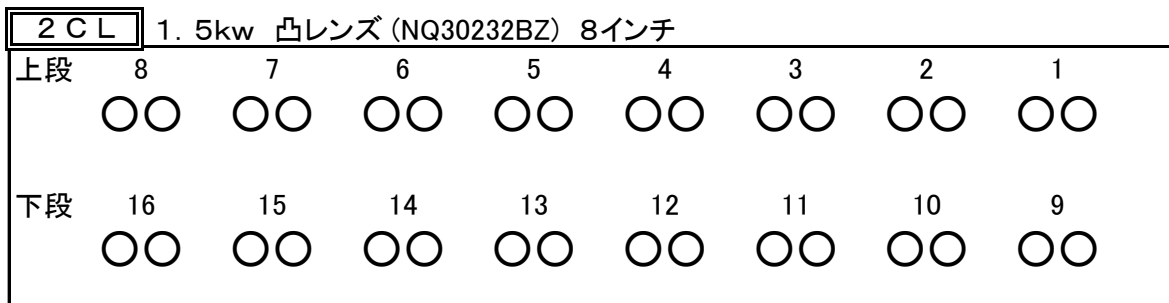 ２ＣＬ １．５kw 凸レンズ (NQ30232BZ) ８インチ
上段 8 7 6 5 4 3 2 1
○○ ○○ ○○ ○○ ○○ ○○ ○○ ○○
下段 16 15 14 13 12 11 10 9
○○ ○○ ○○ ○○ ○○ ○○ ○○ ○○